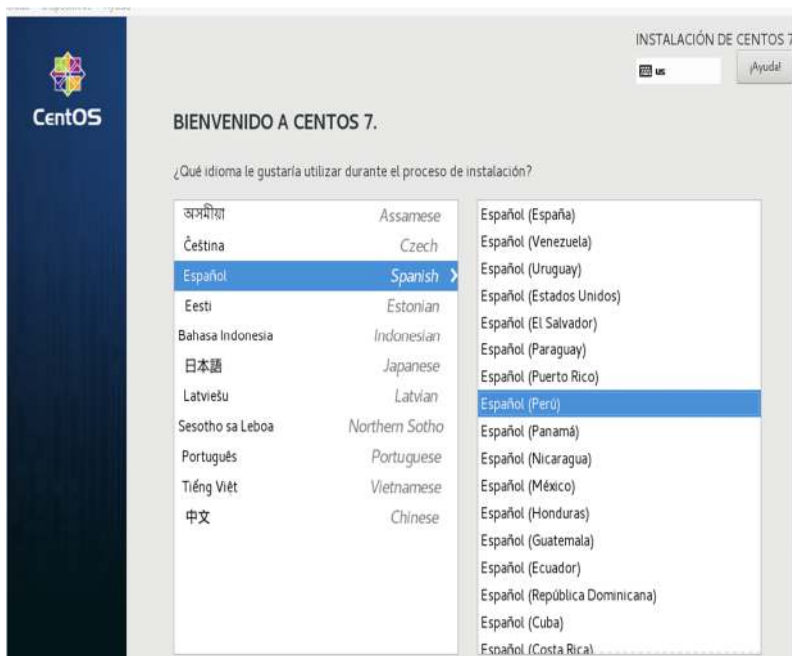 INSTALACIÓN DE CENTOS 7
us
¡Ayuda!
CentOS
BIENVENIDO A CENTOS 7.
¿Qué idioma le gustaría utilizar durante el proceso de instalación?
অসমীয়া Assamese
Čeština Czech
Español Spanish
Eesti Estonian
Bahasa Indonesia Indonesian
日本語 Japanese
Latviešu Latvian
Sesotho sa Leboa Northern Sotho
Português Portuguese
Tiếng Việt Vietnamese
中文 Chinese
Español (España)
Español (Venezuela)
Español (Uruguay)
Español (Estados Unidos)
Español (El Salvador)
Español (Paraguay)
Español (Puerto Rico)
Español (Perú)
Español (Panamá)
Español (Nicaragua)
Español (México)
Español (Honduras)
Español (Guatemala)
Español (Ecuador)
Español (República Dominicana)
Español (Cuba)
Español (Costa Rica)